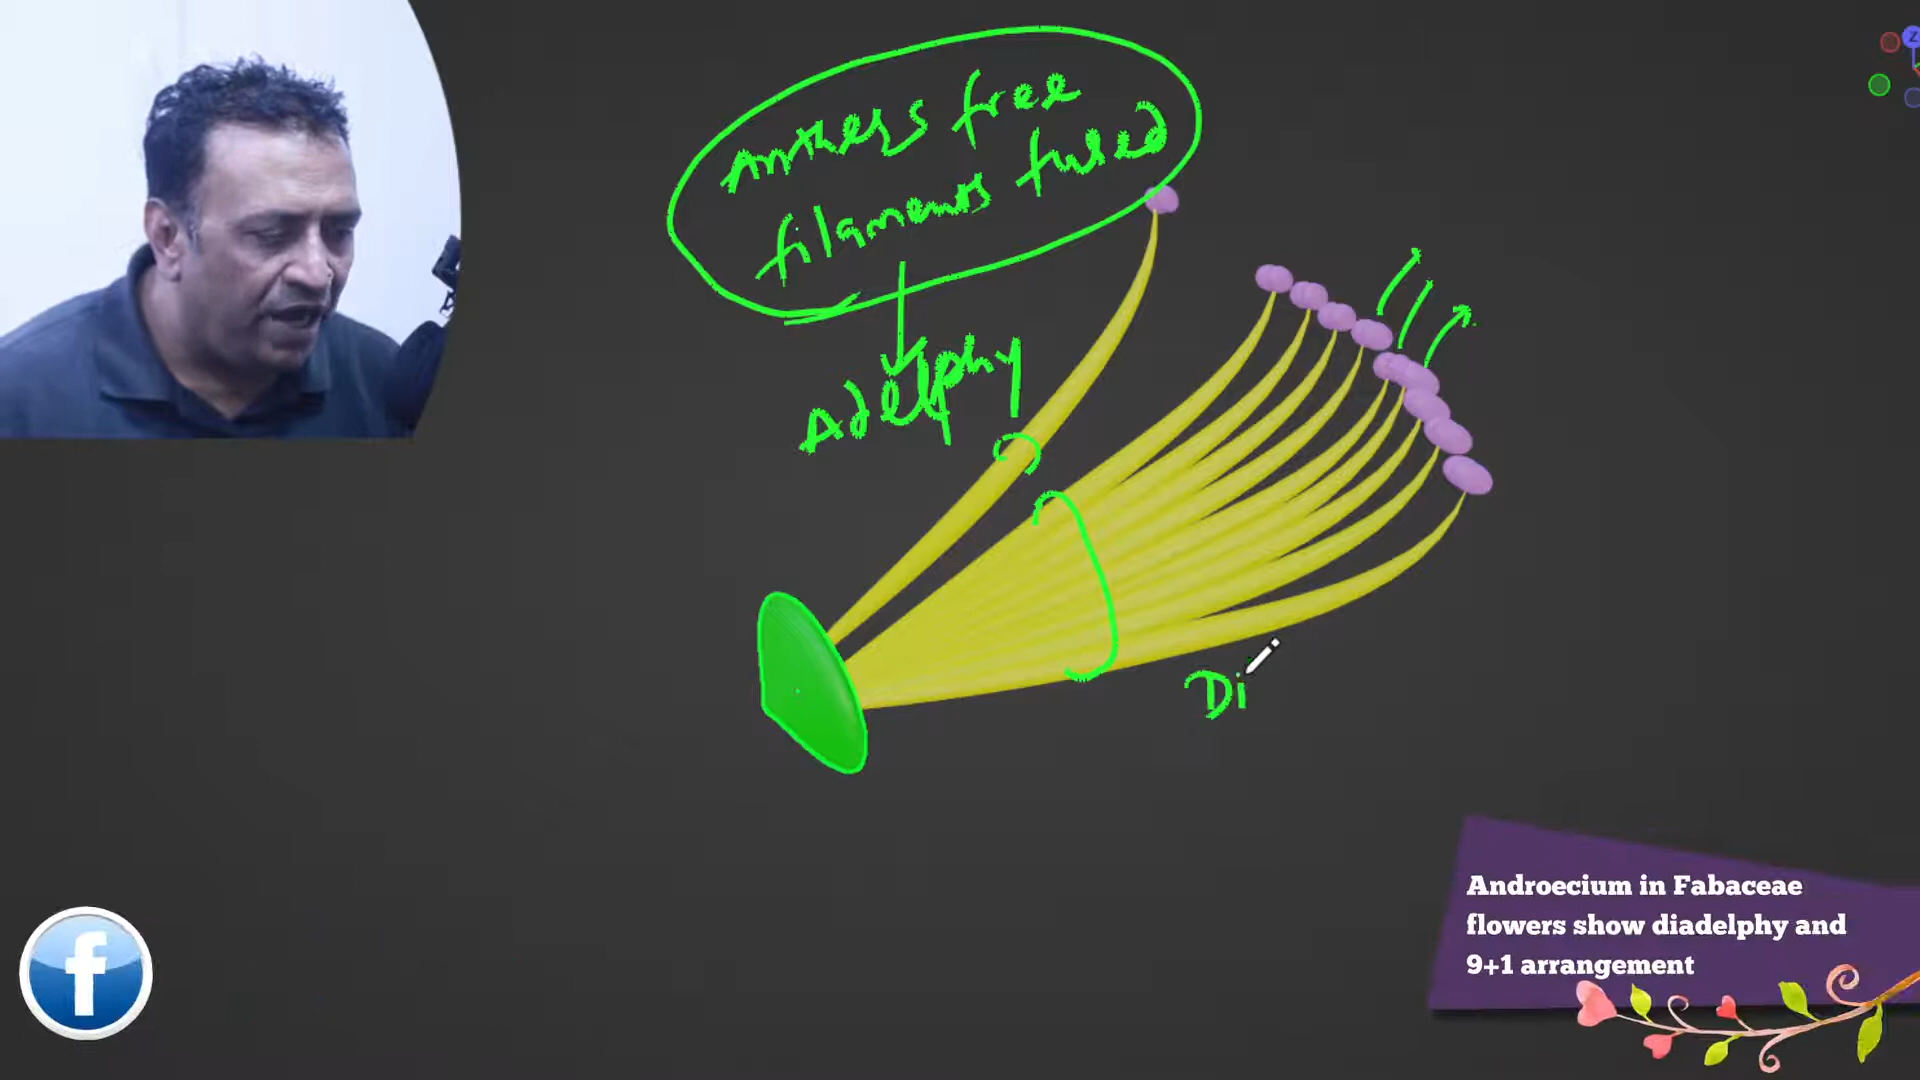 Anthers free
filaments fused
Adelphy
Di
Androecium in Fabaceae
flowers show diadelphy and
9+1 arrangement
f
Z